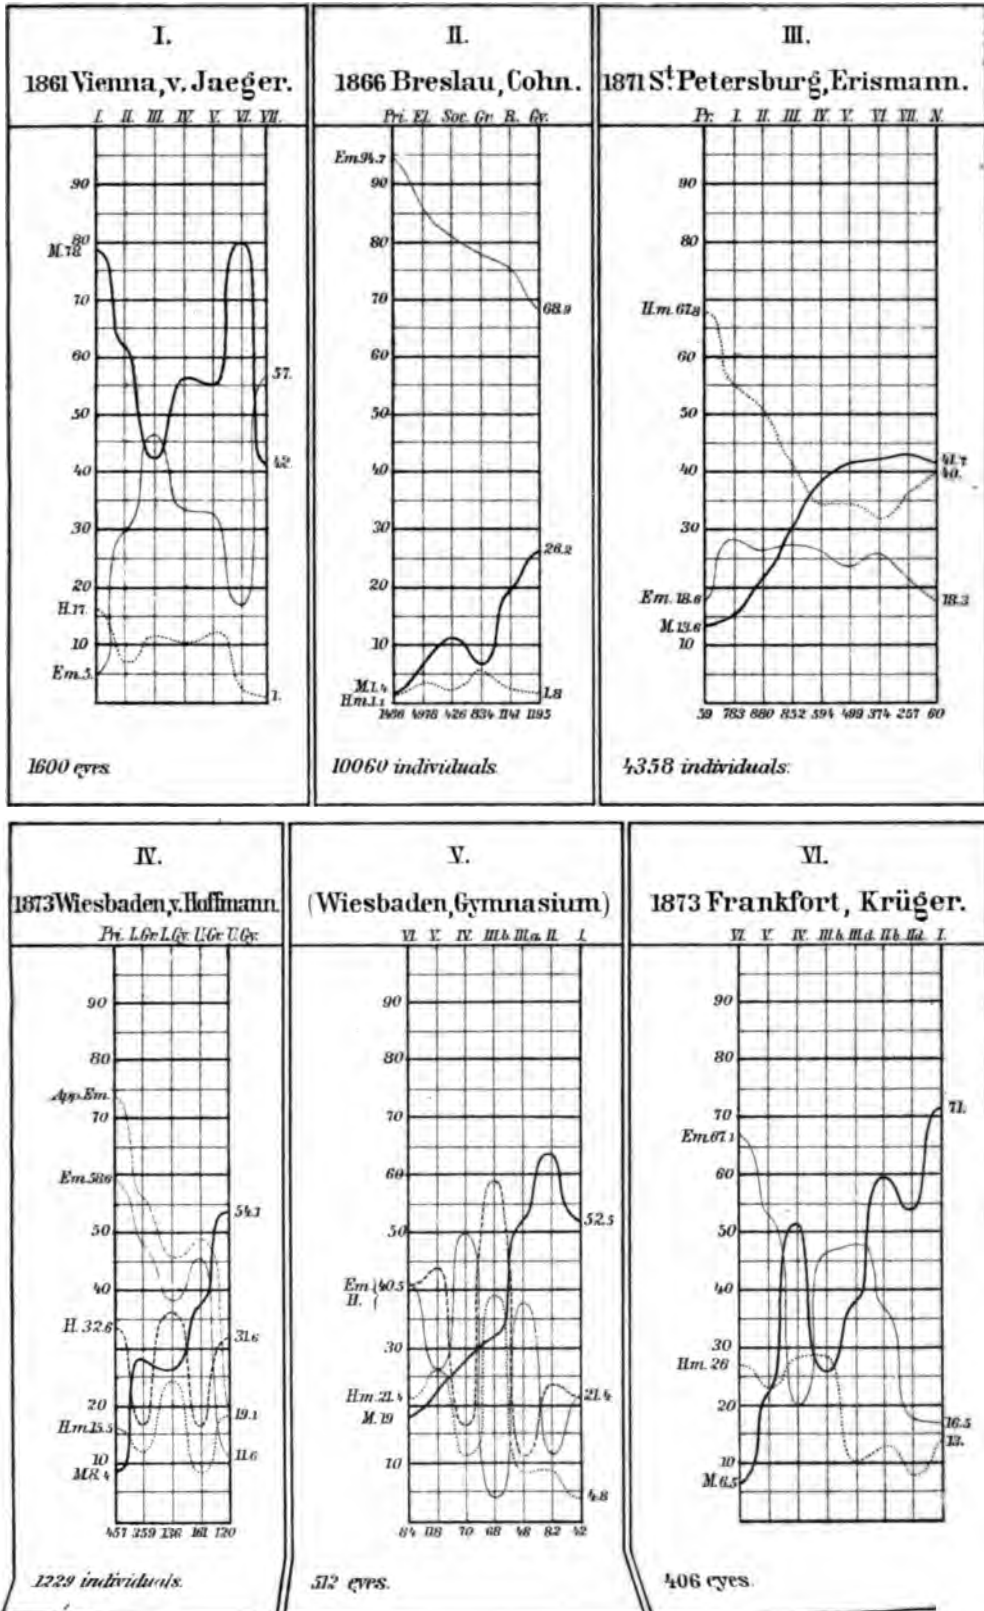 I.
1861 Vienna, v. Jaeger.
I. II. III. IV. V. VI. VII.
90
M.78. 80
70
60
57.
50
42.
40
30
20
H.17.
10
Em.5.
1.
1600 eyes.
II.
1866 Breslau, Cohn.
Pri. El. Soc. Gr. R. Gy.
Em.94.7
90
80
70
68.9
60
50
40
30
26.2
20
10
M.1.4
H.m.1.1
1.8
1486 4978 426 834 1141 1195
10060 individuals.
III.
1871 St. Petersburg, Erismann.
Pr. I. II. III. IV. V. VI. VII. N.
90
80
70
H.m.67.8
60
50
40
41.7
40.
30
20
Em.18.6
18.3
M.13.6
10
59 783 880 852 594 499 374 257 60
4358 individuals.
IV.
1873 Wiesbaden, v. Hoffmann.
Pri. L.Gr. L.Gy. U.Gr. U.Gy.
90
80
App.Em.
70
60
Em.58.6
54.1
50
40
H.32.6
31.6
30
20
19.1
H.m.15.5
11.6
10
M.8.4
457 359 136 161 120
1229 individuals.
V.
(Wiesbaden, Gymnasium)
VI. V. IV. III.b. III.a. II. I.
90
80
70
60
52.5
50
Em. } 40.5
H.
30
H.m.21.4
21.4
M.19
10
4.8
84 118 70 68 48 82 42
512 eyes.
VI.
1873 Frankfort, Krüger.
VI. V. IV. III.b. III.d. II.b. II.d. I.
90
80
71.
70
Em.67.1
60
50
40
30
H.m.26
20
16.5
13.
10
M.6.5
406 eyes.